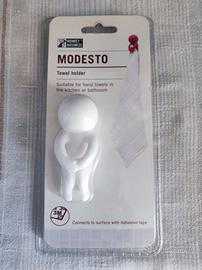 MONKEY
BUSINESS
MODESTO
Towel holder
Suitable for hand towels in
the kitchen or bathroom
3M
Connects to surface with Adhesive tape